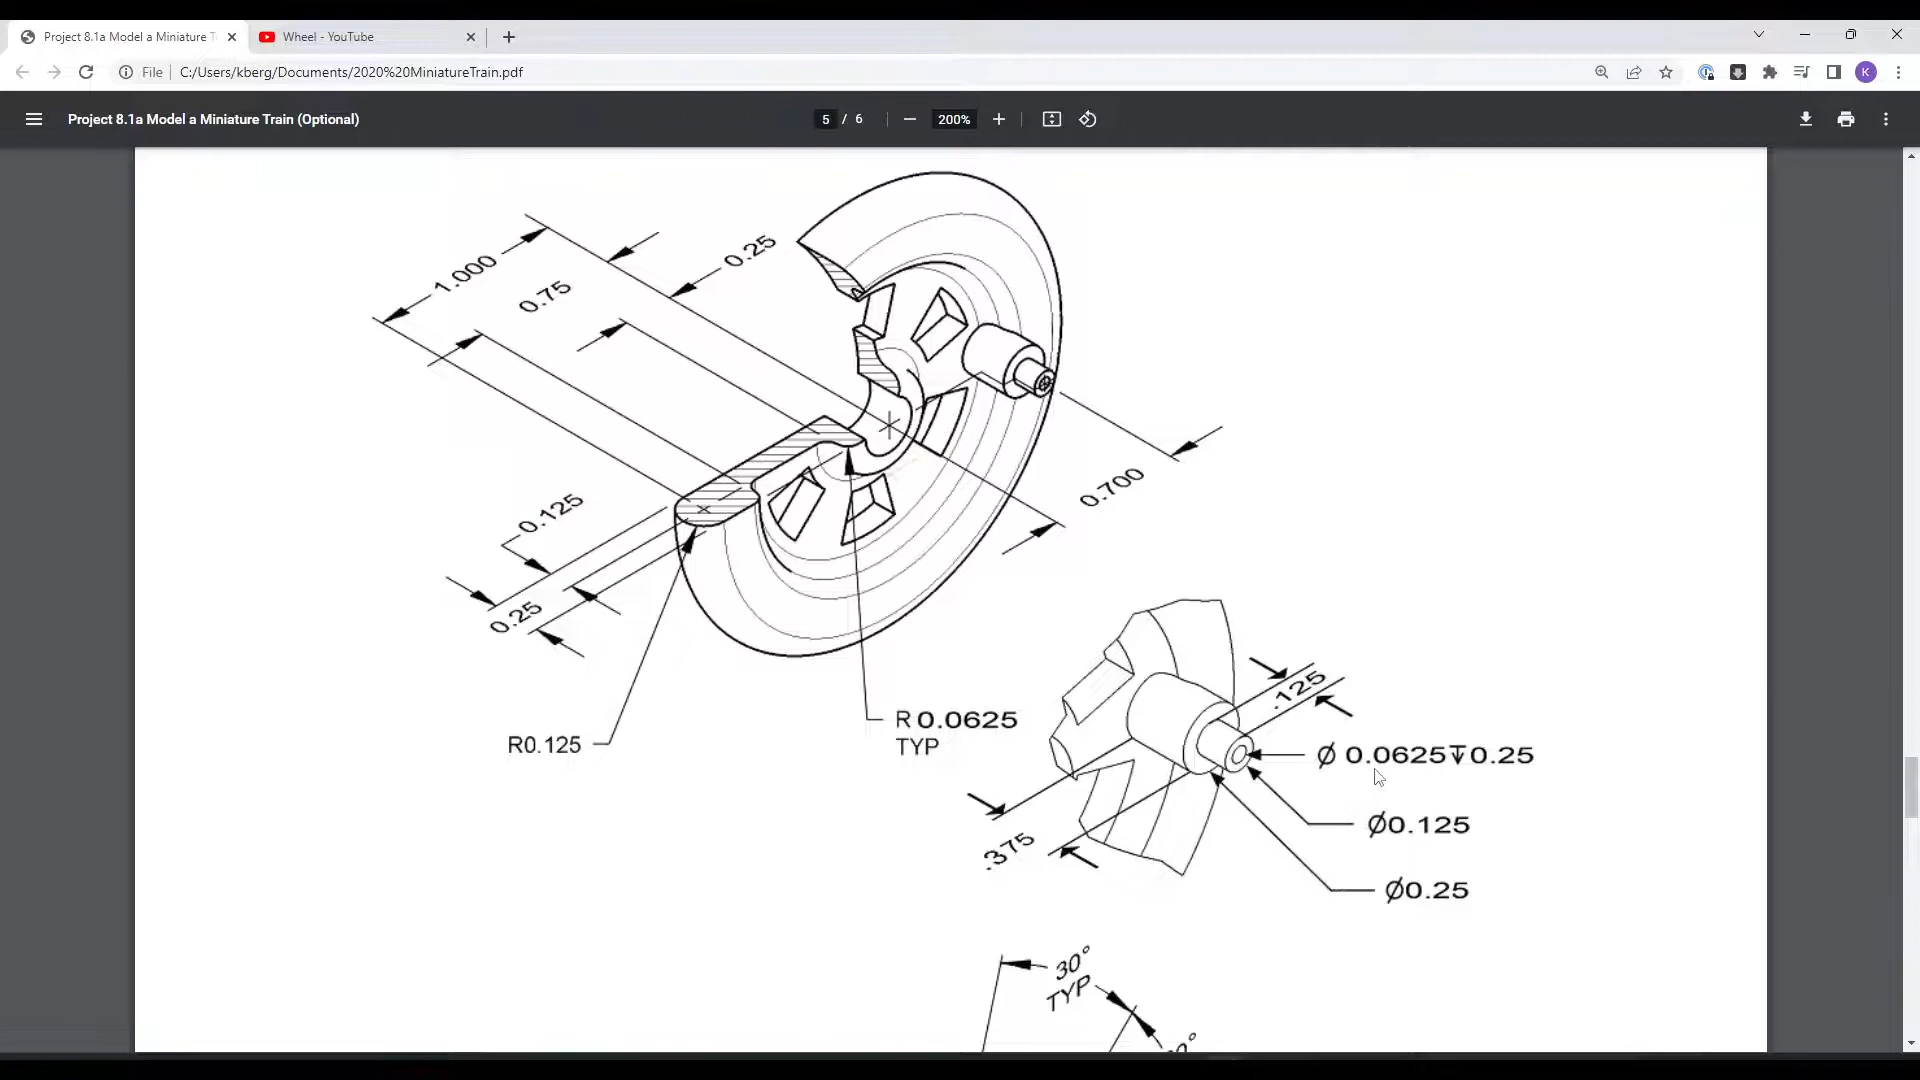 Project 8.1a Model a Miniature T
Wheel - YouTube
File
C:/Users/kberg/Documents/2020%20MiniatureTrain.pdf
K
Project 8.1a Model a Miniature Train (Optional)
5 / 6
200%
1.000
0.75
0.25
0.125
0.25
0.700
R0.125
R0.0625
TYP
.125
Ø 0.0625↧0.25
Ø0.125
.375
Ø0.25
30°
TYP